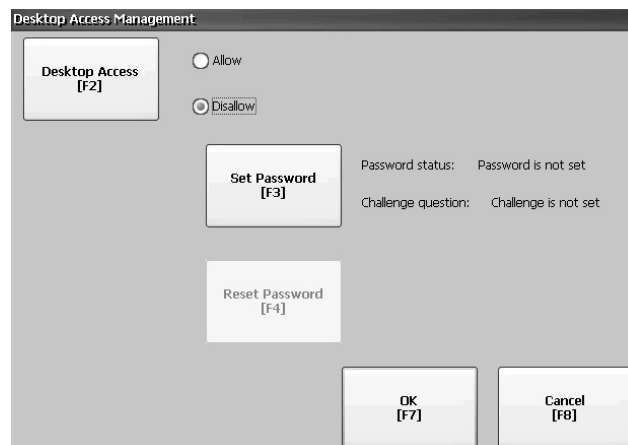 Desktop Access Management
Desktop Access
[F2]
Allow
Disallow
Set Password
[F3]
Password status: Password is not set
Challenge question: Challenge is not set
Reset Password
[F4]
OK
[F7]
Cancel
[F8]